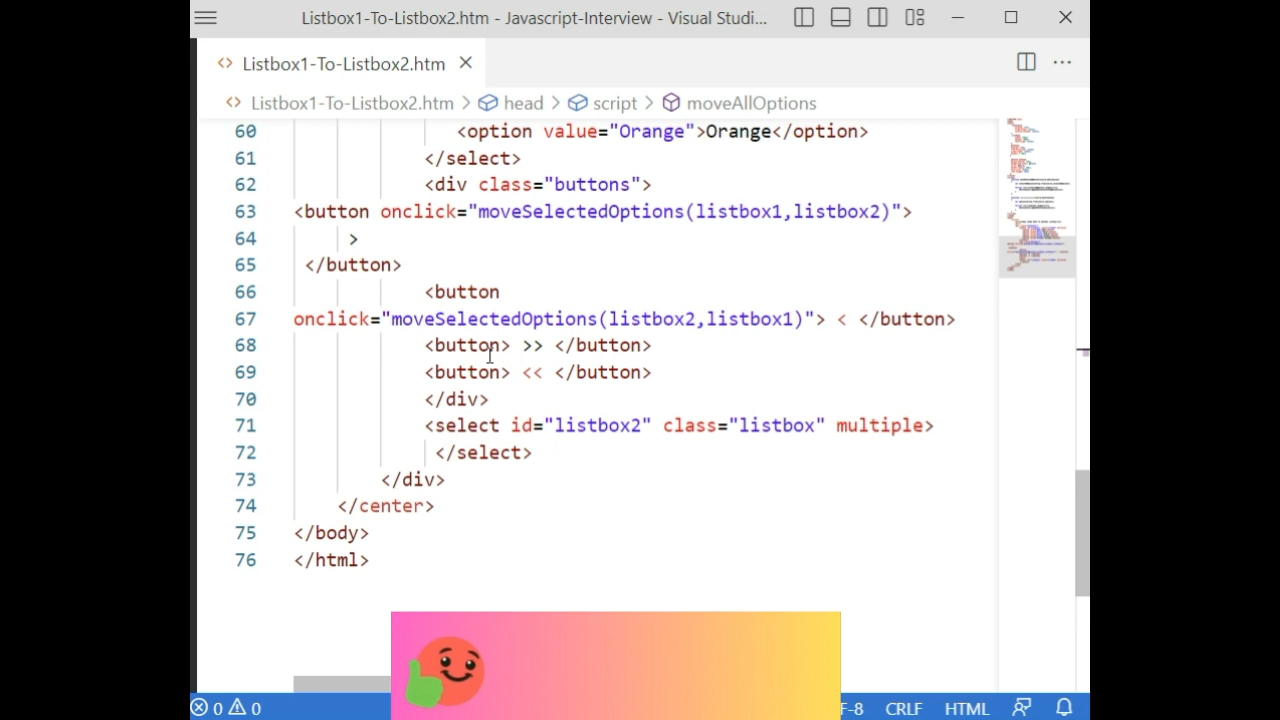 Listbox1-To-Listbox2.htm - Javascript-Interview - Visual Studi...
Listbox1-To-Listbox2.htm
Listbox1-To-Listbox2.htm > head > script > moveAllOptions
60 <option value="Orange">Orange</option>
61 </select>
62 <div class="buttons">
63 <button onclick="moveSelectedOptions(listbox1,listbox2)">
64 >
65 </button>
66 <button
67 onclick="moveSelectedOptions(listbox2,listbox1)"> < </button>
68 <button> >> </button>
69 <button> << </button>
70 </div>
71 <select id="listbox2" class="listbox" multiple>
72 </select>
73 </div>
74 </center>
75 </body>
76 </html>
0 0 F-8 CRLF HTML